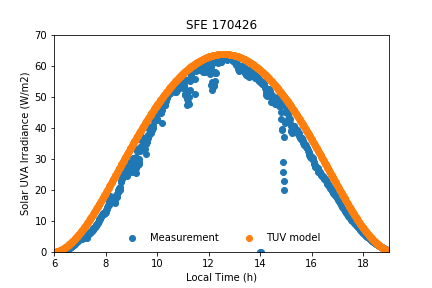 SFE 170426
Solar UVA Irradiance (W/m2)
70
60
50
40
30
20
10
0
Measurement
TUV model
6 8 10 12 14 16 18
Local Time (h)